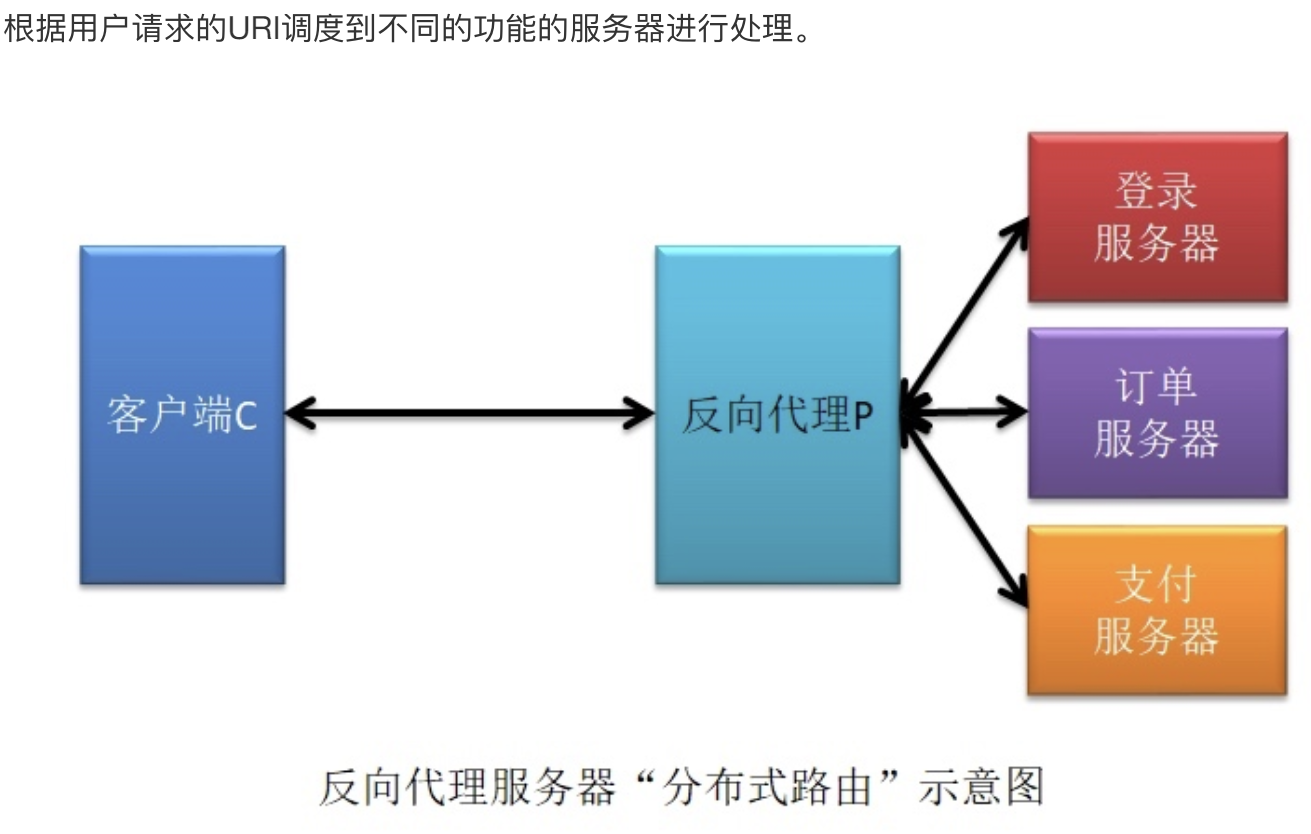 根据用户请求的URI调度到不同的功能的服务器进行处理。
登录
服务器
客户端C
反向代理P
订单
服务器
支付
服务器
反向代理服务器“分布式路由”示意图